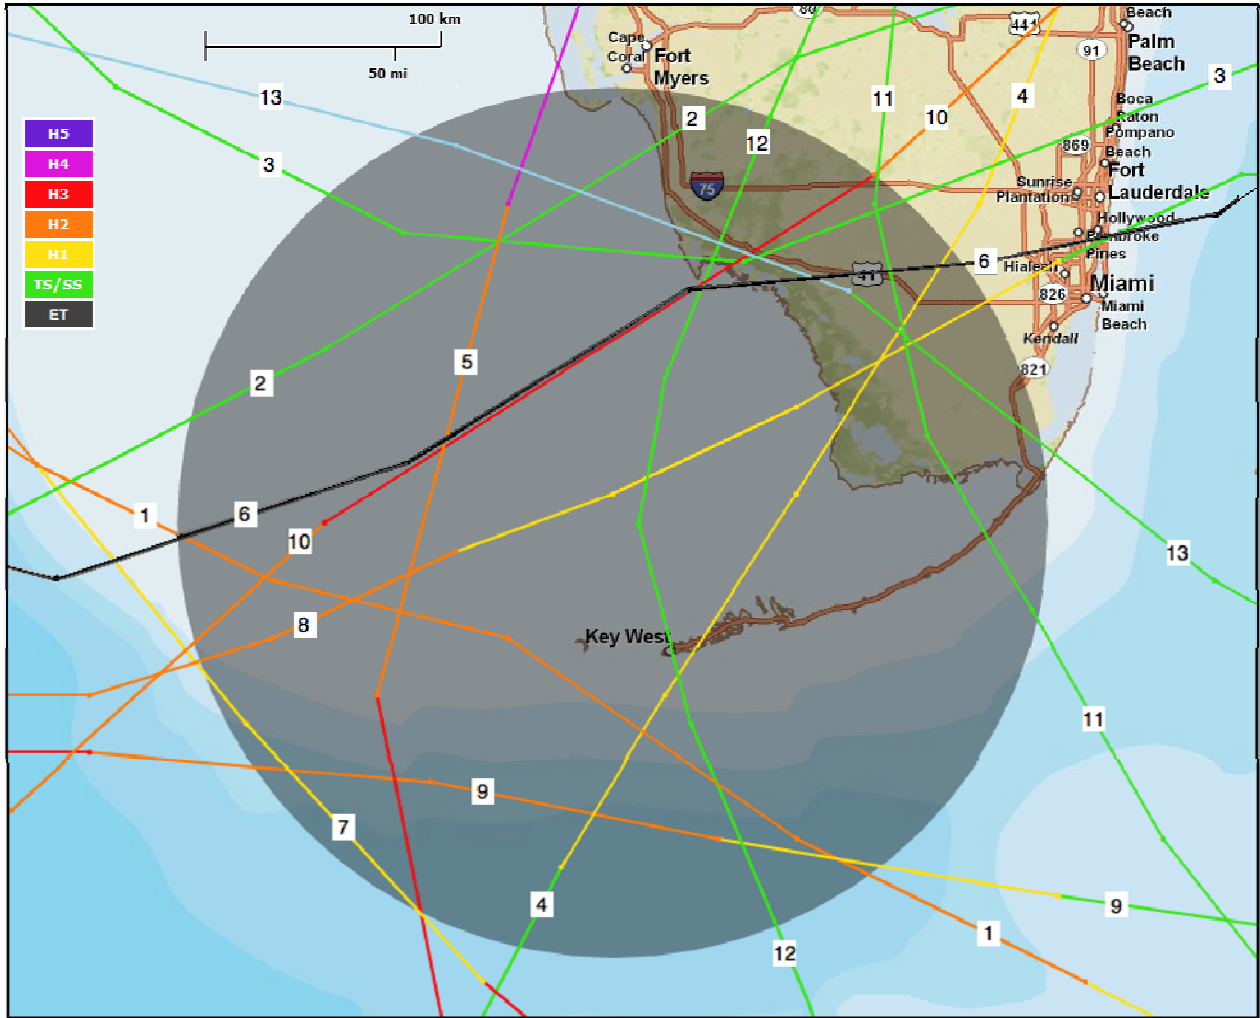 100 km
50 mi
H5
H4
H3
H2
H1
TS/SS
ET
80
441
91
Beach
Palm
Beach
Cape
Coral
Fort
Myers
13
3
2
12
11
10
4
3
Boca
Raton
Pompano
Beach
869
Fort
Lauderdale
Sunrise
Plantation
75
Hollywood
Pembroke
Pines
6
Hialeah
41
826
Miami
Miami
Beach
Kendall
821
5
2
1
6
10
8
13
Key West
11
9
7
4
9
1
12